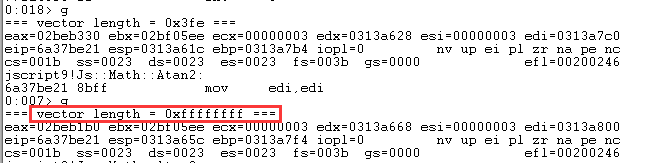 0:018> g
=== vector length = 0x3fe ===
eax=02beb330 ebx=02bf05ee ecx=00000003 edx=0313a628 esi=00000003 edi=0313a7c0
eip=6a37be21 esp=0313a61c ebp=0313a7b4 iopl=0 nv up ei pl zr na pe nc
cs=001b ss=0023 ds=0023 es=0023 fs=003b gs=0000 efl=00200246
jscript9!Js::Math::Atan2:
6a37be21 8bff mov edi,edi
0:007> g
=== vector length = 0xffffffff ===
eax=02beb1b0 ebx=02bf05ee ecx=00000003 edx=0313a668 esi=00000003 edi=0313a800
eip=6a37be21 esp=0313a65c ebp=0313a7f4 iopl=0 nv up ei pl zr na pe nc
cs=001b ss=0023 ds=0023 es=0023 fs=003b gs=0000 efl=00200246